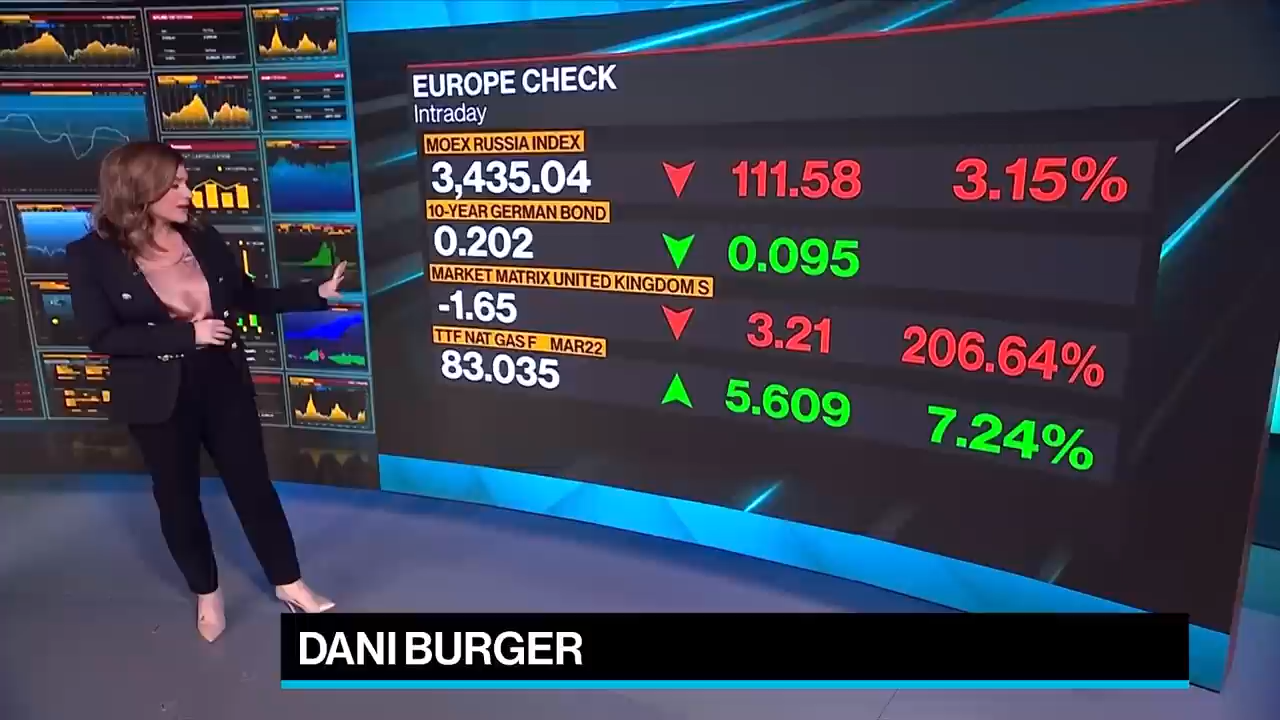 EUROPE CHECK
Intraday
MOEX RUSSIA INDEX
3,435.04 111.58 3.15%
10-YEAR GERMAN BOND
0.202 0.095
MARKET MATRIX UNITED KINGDOM S
-1.65 3.21 206.64%
TTF NAT GAS F MAR22
83.035 5.609 7.24%
DANI BURGER